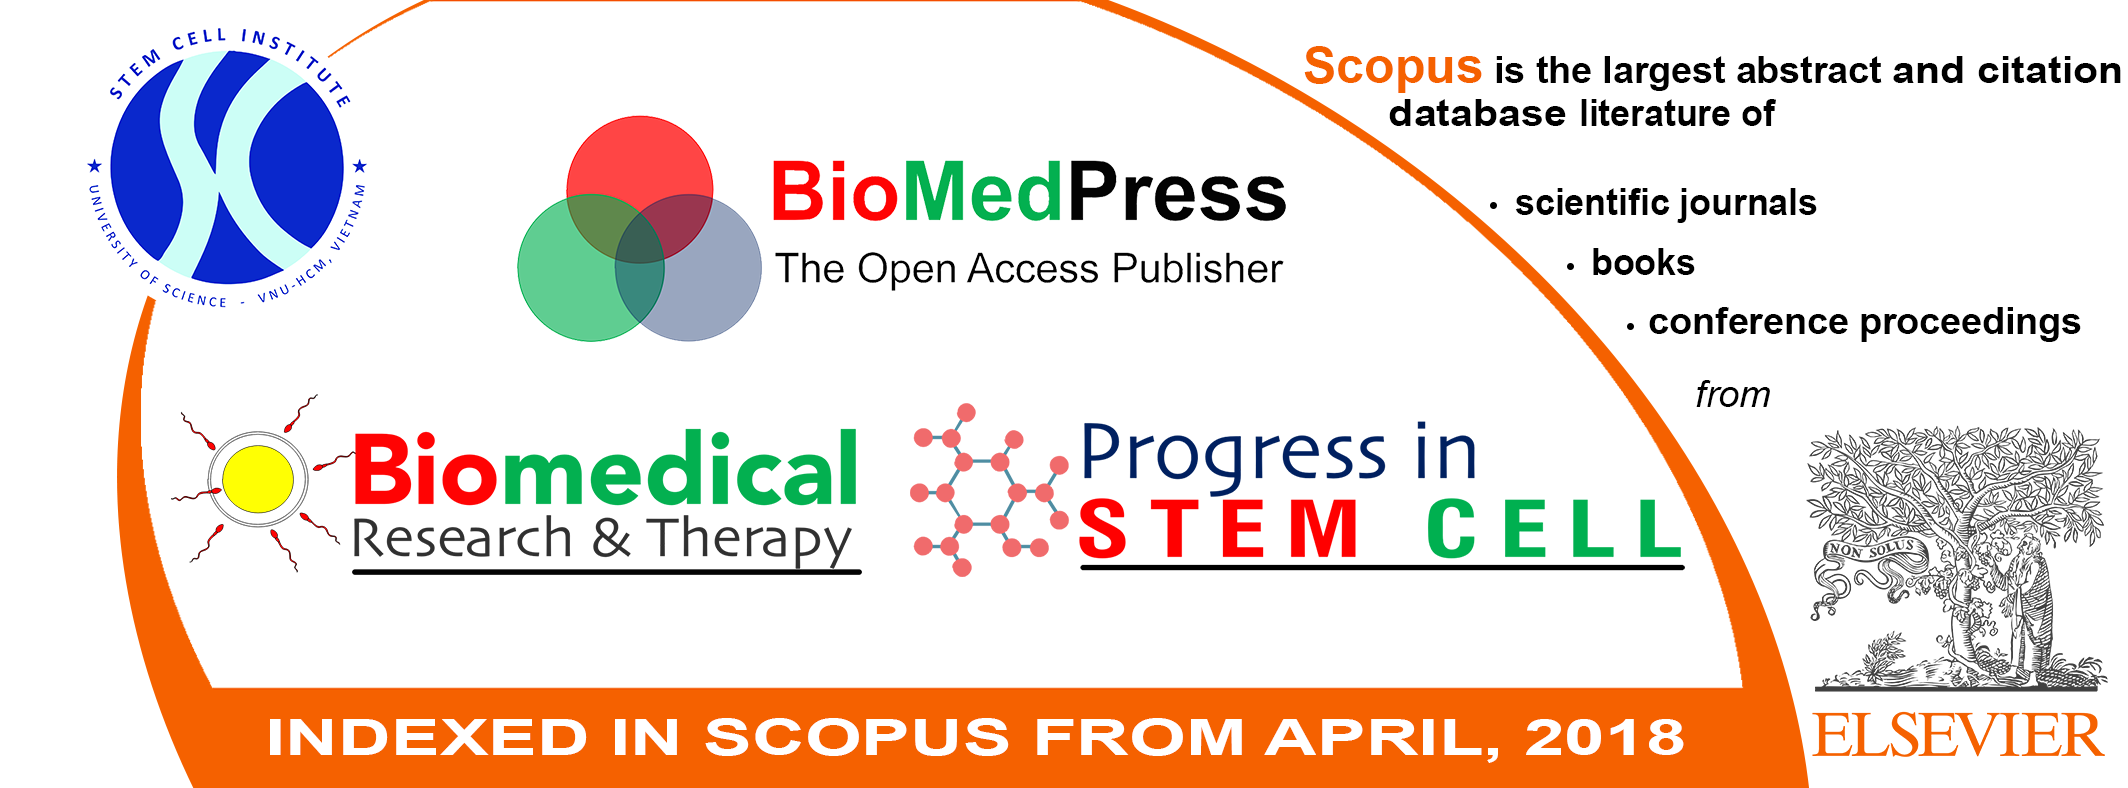 STEM CELL INSTITUTE
★ UNIVERSITY OF SCIENCE - VNU-HCM, VIETNAM ★
BioMedPress
The Open Access Publisher
Scopus is the largest abstract and citation
database literature of
• scientific journals
• books
• conference proceedings
from
Biomedical
Research & Therapy
Progress in
STEM CELL
NON SOLUS
ELSEVIER
INDEXED IN SCOPUS FROM APRIL, 2018